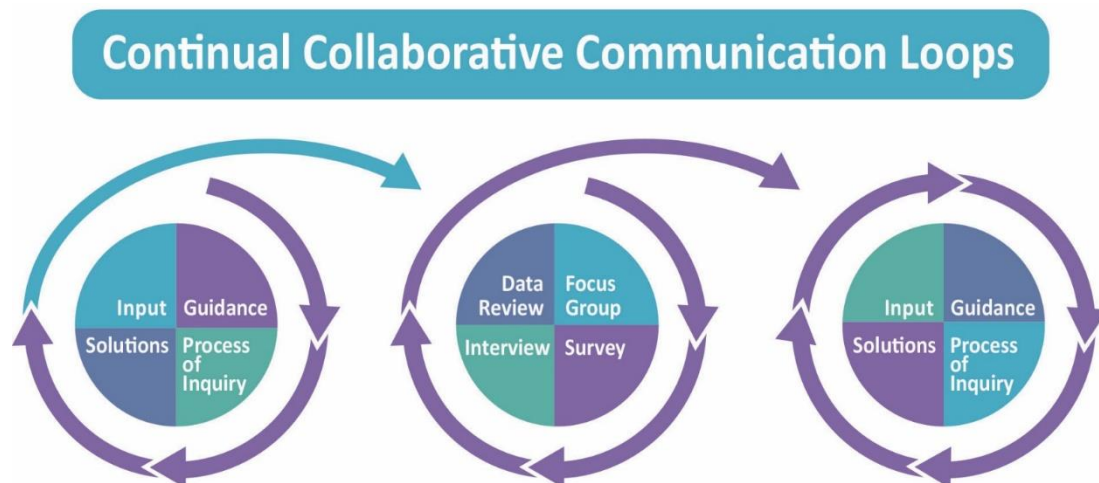 Continual Collaborative Communication Loops
Input
Guidance
Solutions
Process
of
Inquiry
Data
Review
Focus
Group
Interview
Survey
Input
Guidance
Solutions
Process
of
Inquiry